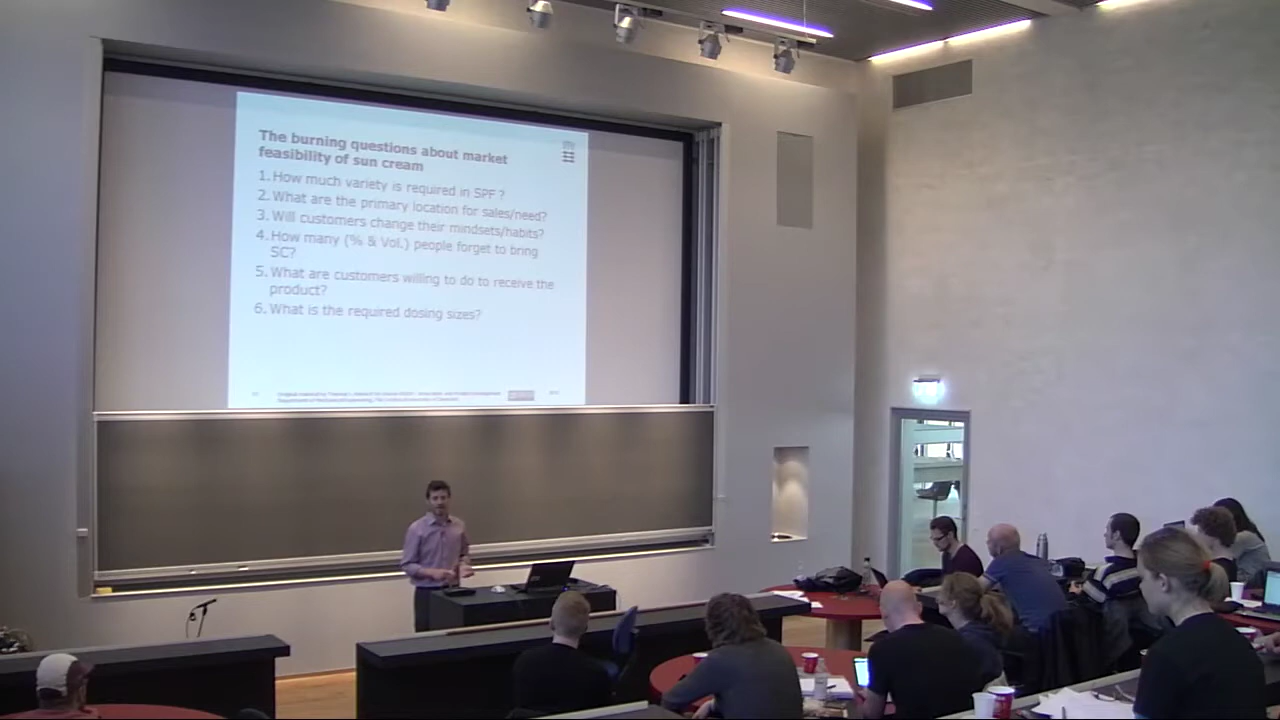 The burning questions about market
feasibility of sun cream
1. How much variety is required in SPF ?
2. What are the primary location for sales/need?
3. Will customers change their mindsets/habits?
4. How many (% & Vol.) people forget to bring
SC?
5. What are customers willing to do to receive the
product?
6. What is the required dosing sizes?